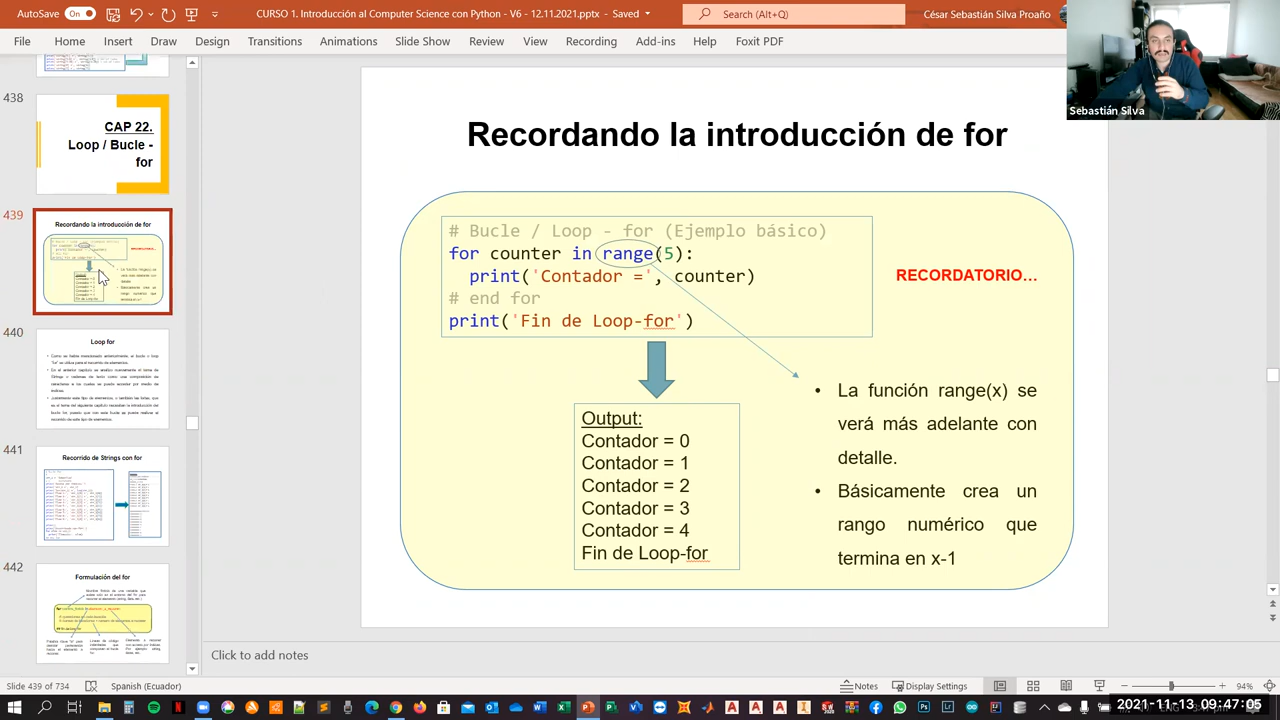 AutoSave On CURSO 1. Introducción al Computer Science con Python - V6 - 12.11.2021.pptx - Saved
Search (Alt+Q)
César Sebastián Silva Proaño
File Home Insert Draw Design Transitions Animations Slide Show Review View Recording Add-ins Help Foxit PDF
Sebastián Silva
438
CAP 22.
Loop / Bucle -
for
439
Recordando la introducción de for
440
Loop for
441
Recorrido de Strings con for
442
Formulación del for
Recordando la introducción de for
# Bucle / Loop - for (Ejemplo básico)
for counter in range(5):
print('Contador =', counter)
# end for
print('Fin de Loop-for')
RECORDATORIO...
Output:
Contador = 0
Contador = 1
Contador = 2
Contador = 3
Contador = 4
Fin de Loop-for
• La función range(x) se
verá más adelante con
detalle.
• Básicamente crea un
rango numérico que
termina en x-1
Click to add notes
Slide 439 of 734 Spanish (Ecuador) Notes Display Settings 94%
2021-11-13 09:47:05